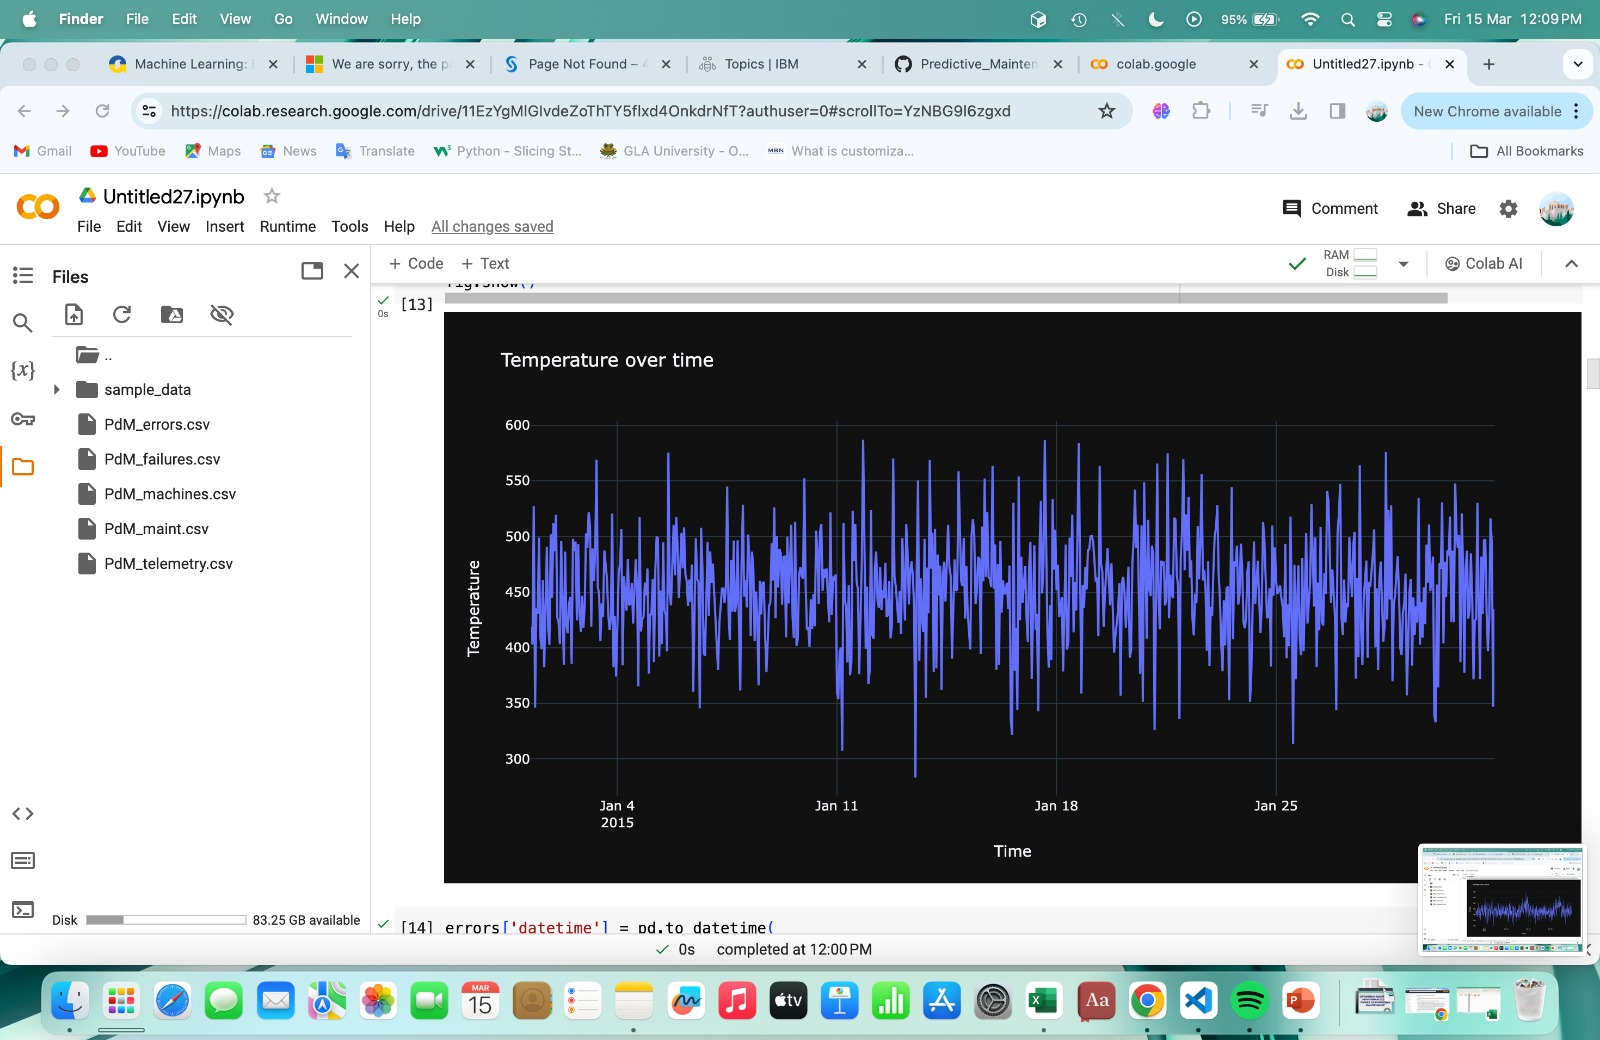 Finder File Edit View Go Window Help 95% Fri 15 Mar 12:09 PM
Machine Learning: We are sorry, the p Page Not Found – Topics | IBM Predictive_Mainten colab.google Untitled27.ipynb -
https://colab.research.google.com/drive/11EzYgMlGlvdeZoThTY5flxd4OnkdrNfT?authuser=0#scrollTo=YzNBG9l6zgxd New Chrome available
Gmail YouTube Maps News Translate Python - Slicing St... GLA University - O... MBN What is customiza... All Bookmarks
Untitled27.ipynb
Comment Share
File Edit View Insert Runtime Tools Help All changes saved
Files
+ Code + Text
RAM
Disk
Colab AI
fig.show()
[13]
0s
..
sample_data
PdM_errors.csv
PdM_failures.csv
PdM_machines.csv
PdM_maint.csv
PdM_telemetry.csv
{x}
Temperature over time
600
550
500
450
400
350
300
Temperature
Jan 4
2015
Jan 11
Jan 18
Jan 25
Time
Disk 83.25 GB available
[14] errors['datetime'] = pd.to_datetime(
0s completed at 12:00 PM
MAR
15
tv
Aa
X
P